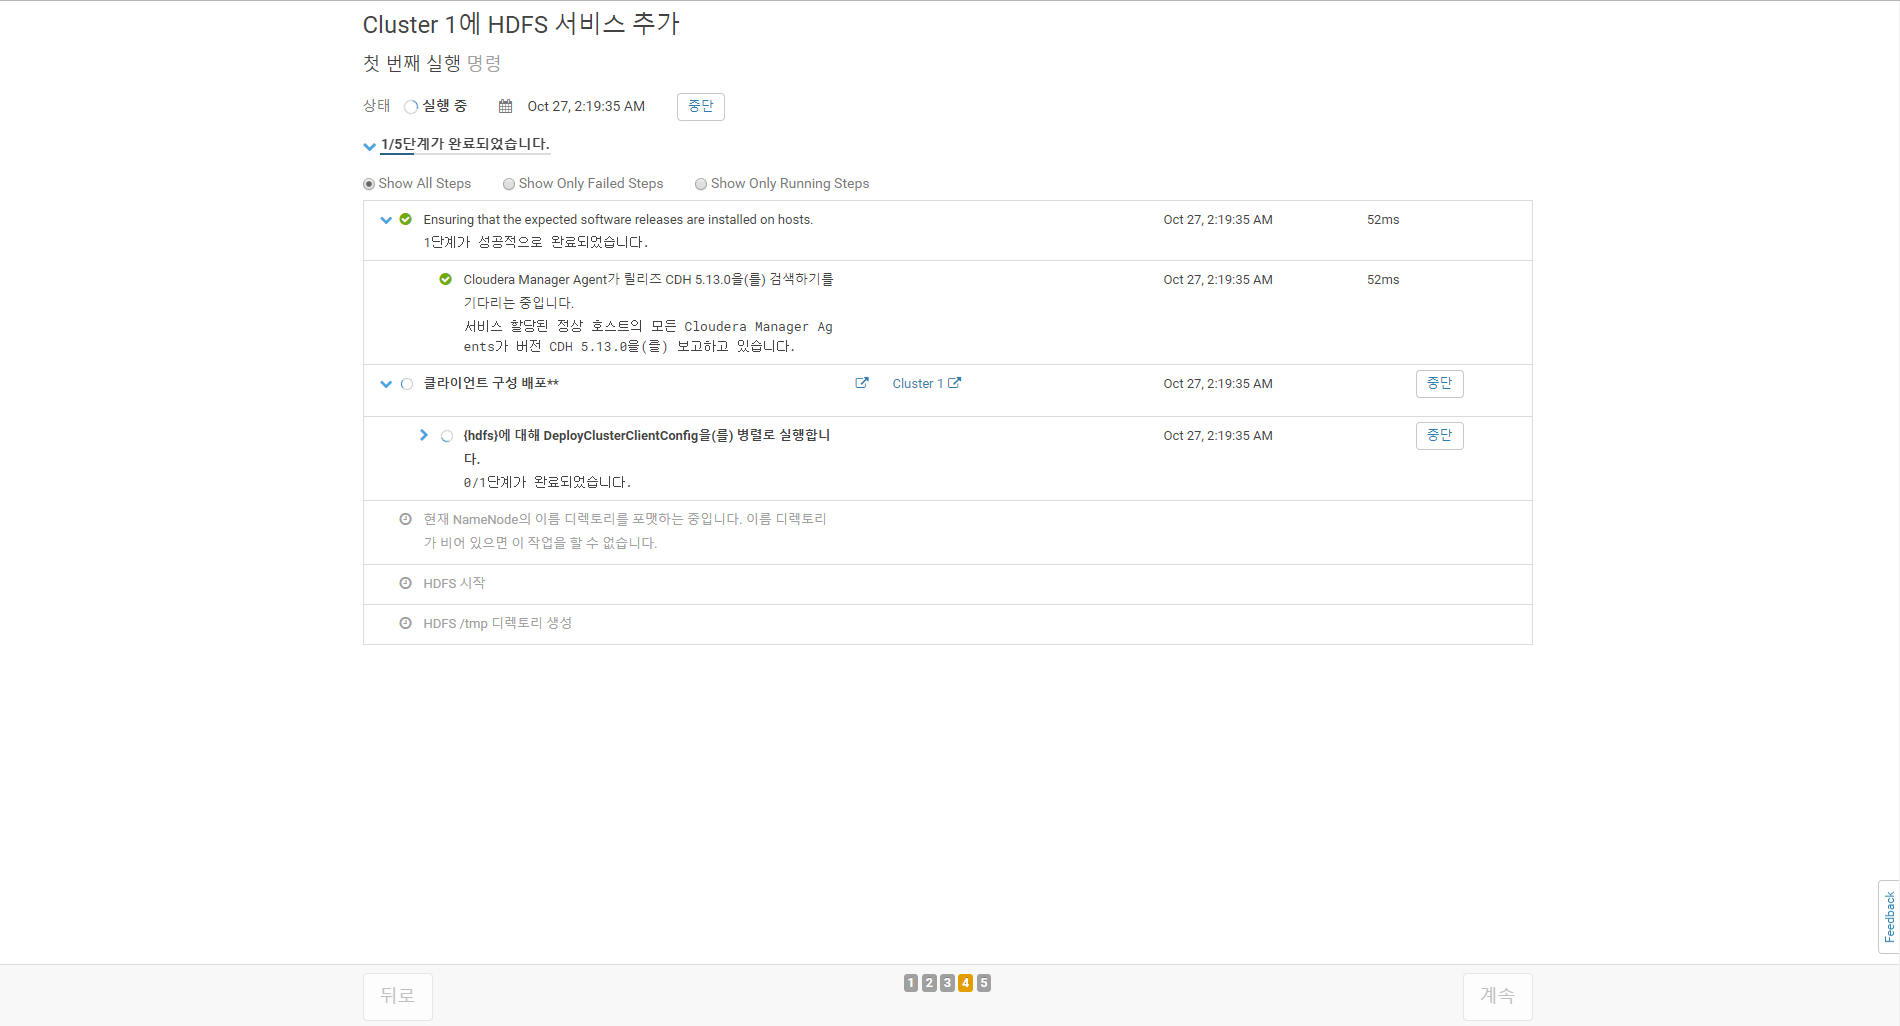 Cluster 1에 HDFS 서비스 추가
첫 번째 실행 명령
상태 실행 중 Oct 27, 2:19:35 AM 중단
1/5단계가 완료되었습니다.
Show All Steps Show Only Failed Steps Show Only Running Steps
Ensuring that the expected software releases are installed on hosts. Oct 27, 2:19:35 AM 52ms
1단계가 성공적으로 완료되었습니다.
Cloudera Manager Agent가 릴리즈 CDH 5.13.0을(를) 검색하기를 Oct 27, 2:19:35 AM 52ms
기다리는 중입니다.
서비스 할당된 정상 호스트의 모든 Cloudera Manager Ag
ents가 버전 CDH 5.13.0을(를) 보고하고 있습니다.
클라이언트 구성 배포** Cluster 1 Oct 27, 2:19:35 AM 중단
{hdfs}에 대해 DeployClusterClientConfig을(를) 병렬로 실행합니 Oct 27, 2:19:35 AM 중단
다.
0/1단계가 완료되었습니다.
현재 NameNode의 이름 디렉토리를 포맷하는 중입니다. 이름 디렉토리
가 비어 있으면 이 작업을 할 수 없습니다.
HDFS 시작
HDFS /tmp 디렉토리 생성
Feedback
뒤로 1 2 3 4 5 계속